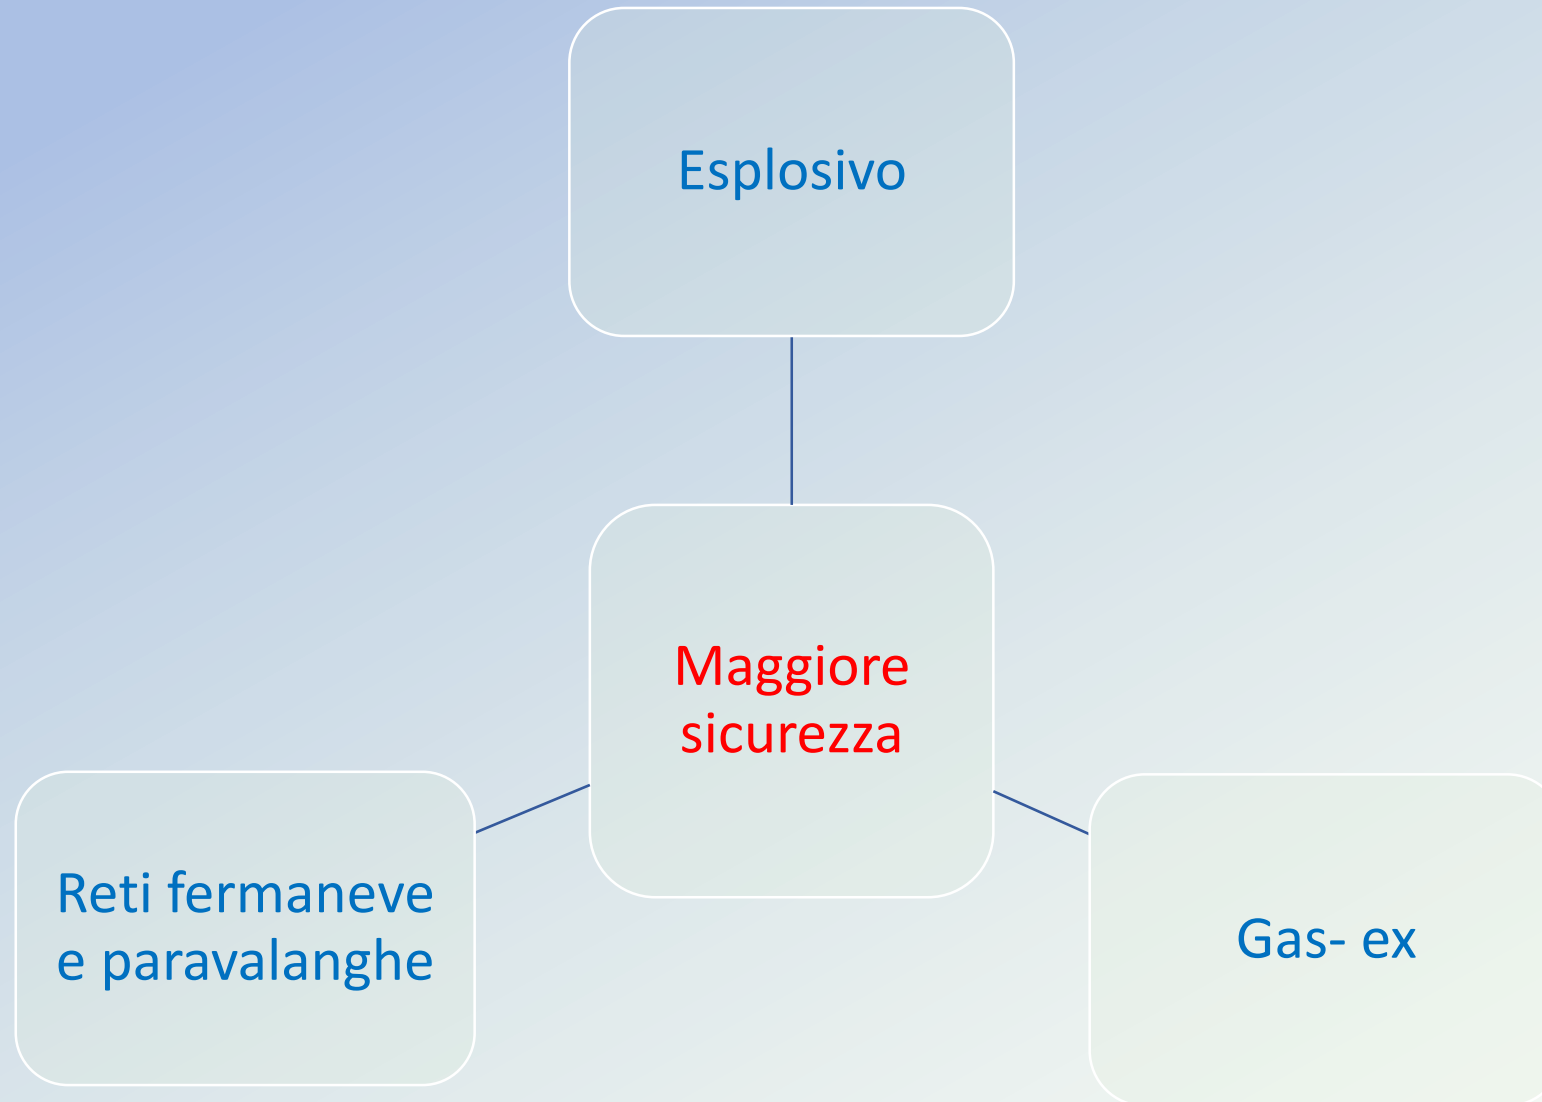 Esplosivo
Maggiore
sicurezza
Reti fermaneve
e paravalanghe
Gas- ex